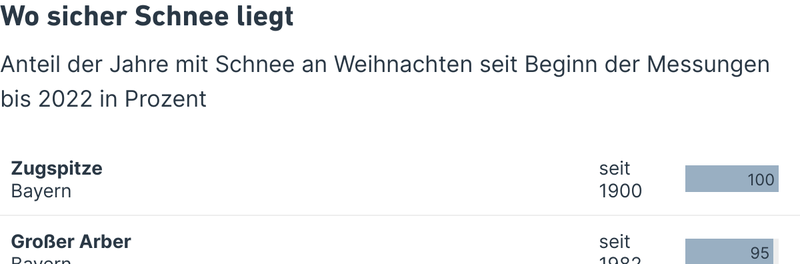 Wo sicher Schnee liegt
Anteil der Jahre mit Schnee an Weihnachten seit Beginn der Messungen
bis 2022 in Prozent
Zugspitze
Bayern
seit
1900
100
Großer Arber
Bayern
seit
1982
95